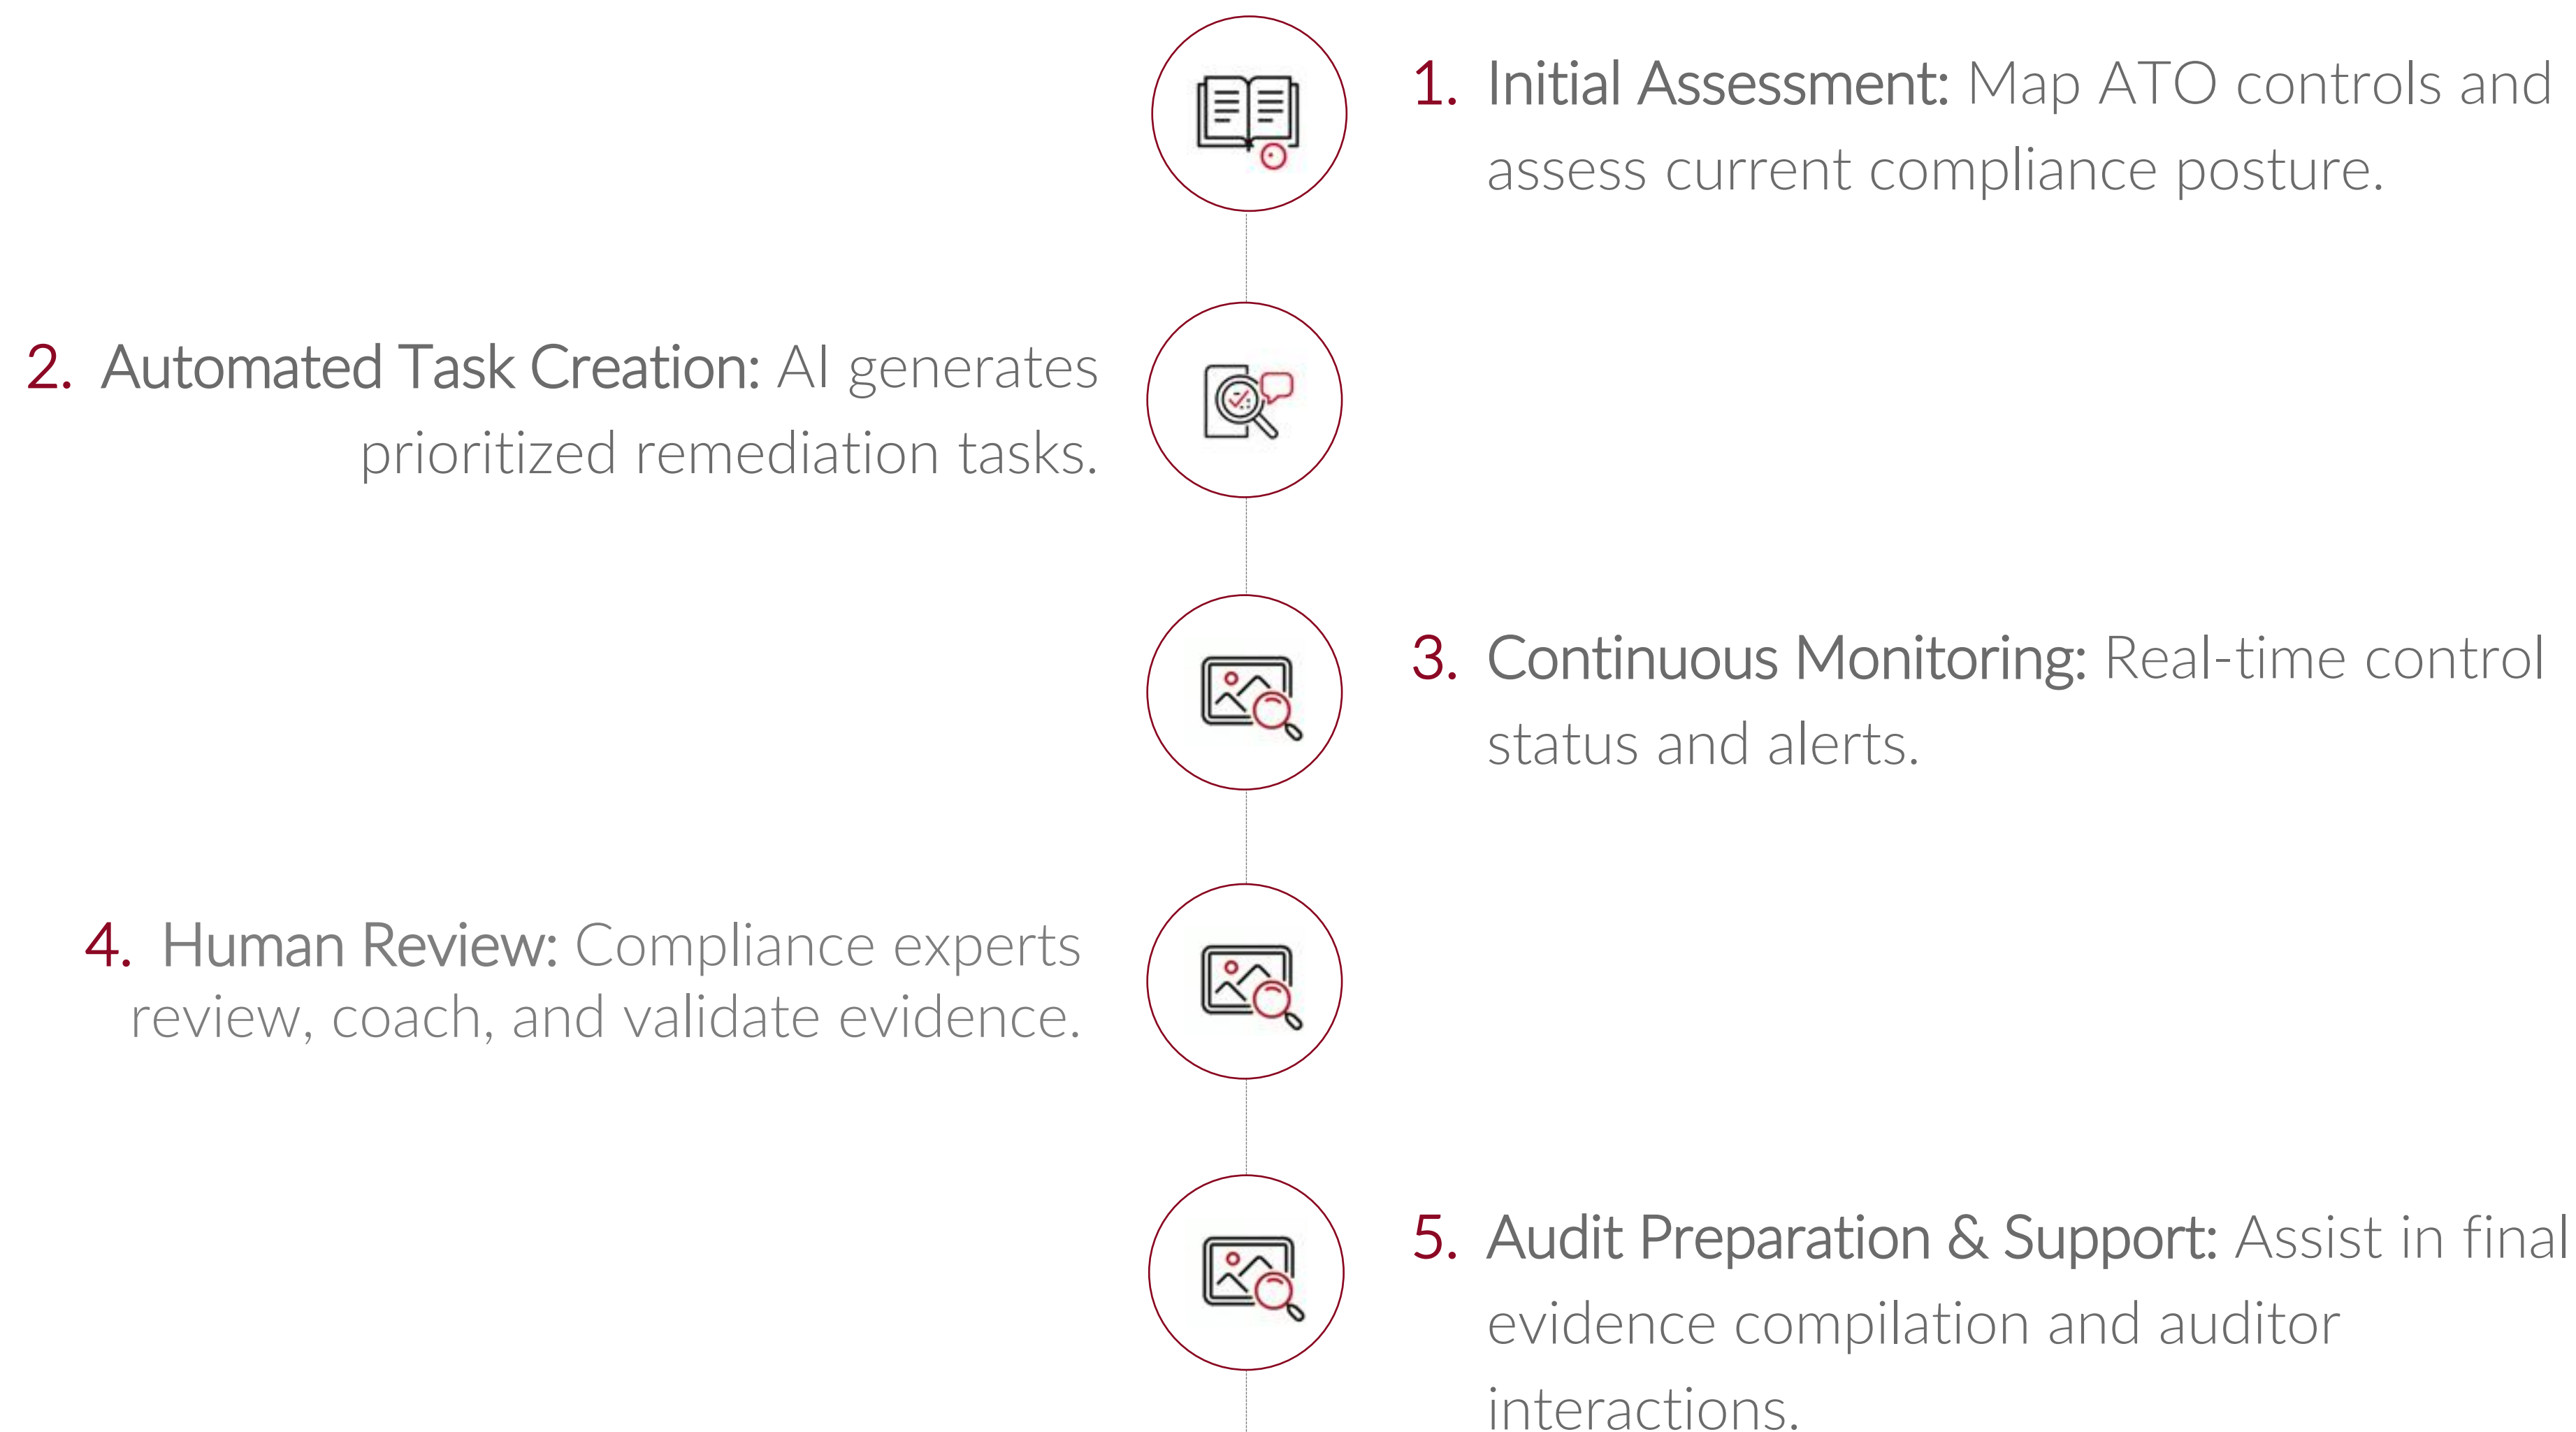 1. Initial Assessment: Map ATO controls and
assess current compliance posture.
2. Automated Task Creation: AI generates
prioritized remediation tasks.
3. Continuous Monitoring: Real-time control
status and alerts.
4. Human Review: Compliance experts
review, coach, and validate evidence.
5. Audit Preparation & Support: Assist in final
evidence compilation and auditor
interactions.